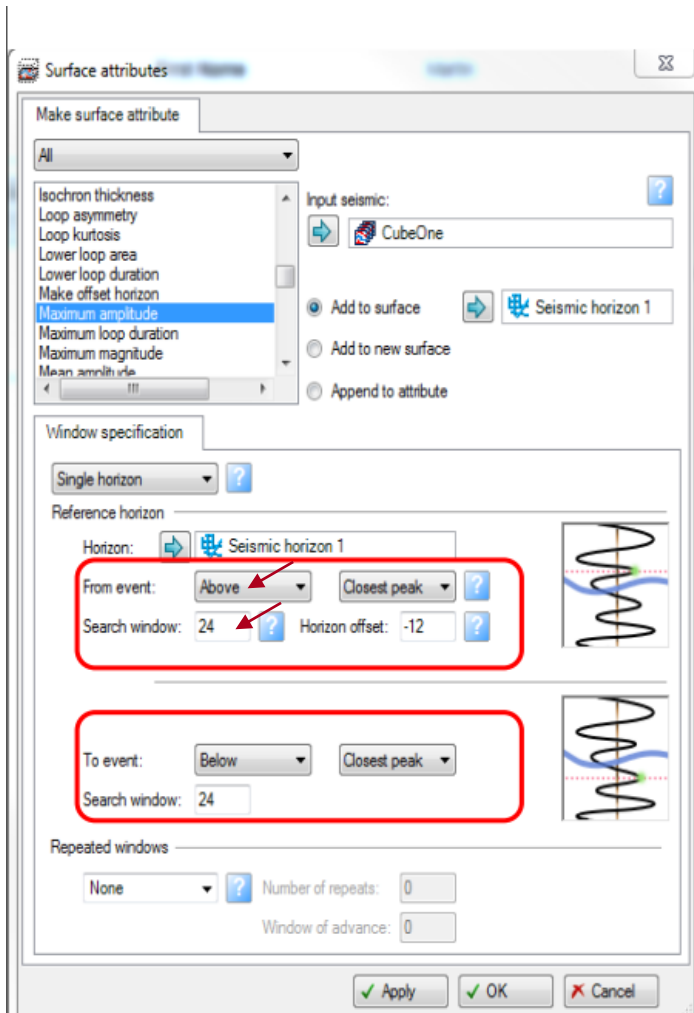 Surface attributes
Make surface attribute
All
Isochron thickness
Loop asymmetry
Loop kurtosis
Lower loop area
Lower loop duration
Make offset horizon
Maximum amplitude
Maximum loop duration
Maximum magnitude
Mean amplitude
Input seismic:
?
CubeOne
Add to surface
Seismic horizon 1
Add to new surface
Append to attribute
Window specification
Single horizon
?
Reference horizon
Horizon: Seismic horizon 1
From event: Above Closest peak ?
Search window: 24 ? Horizon offset: -12 ?
To event: Below Closest peak
Search window: 24
Repeated windows
None ? Number of repeats: 0
Window of advance: 0
Apply OK Cancel